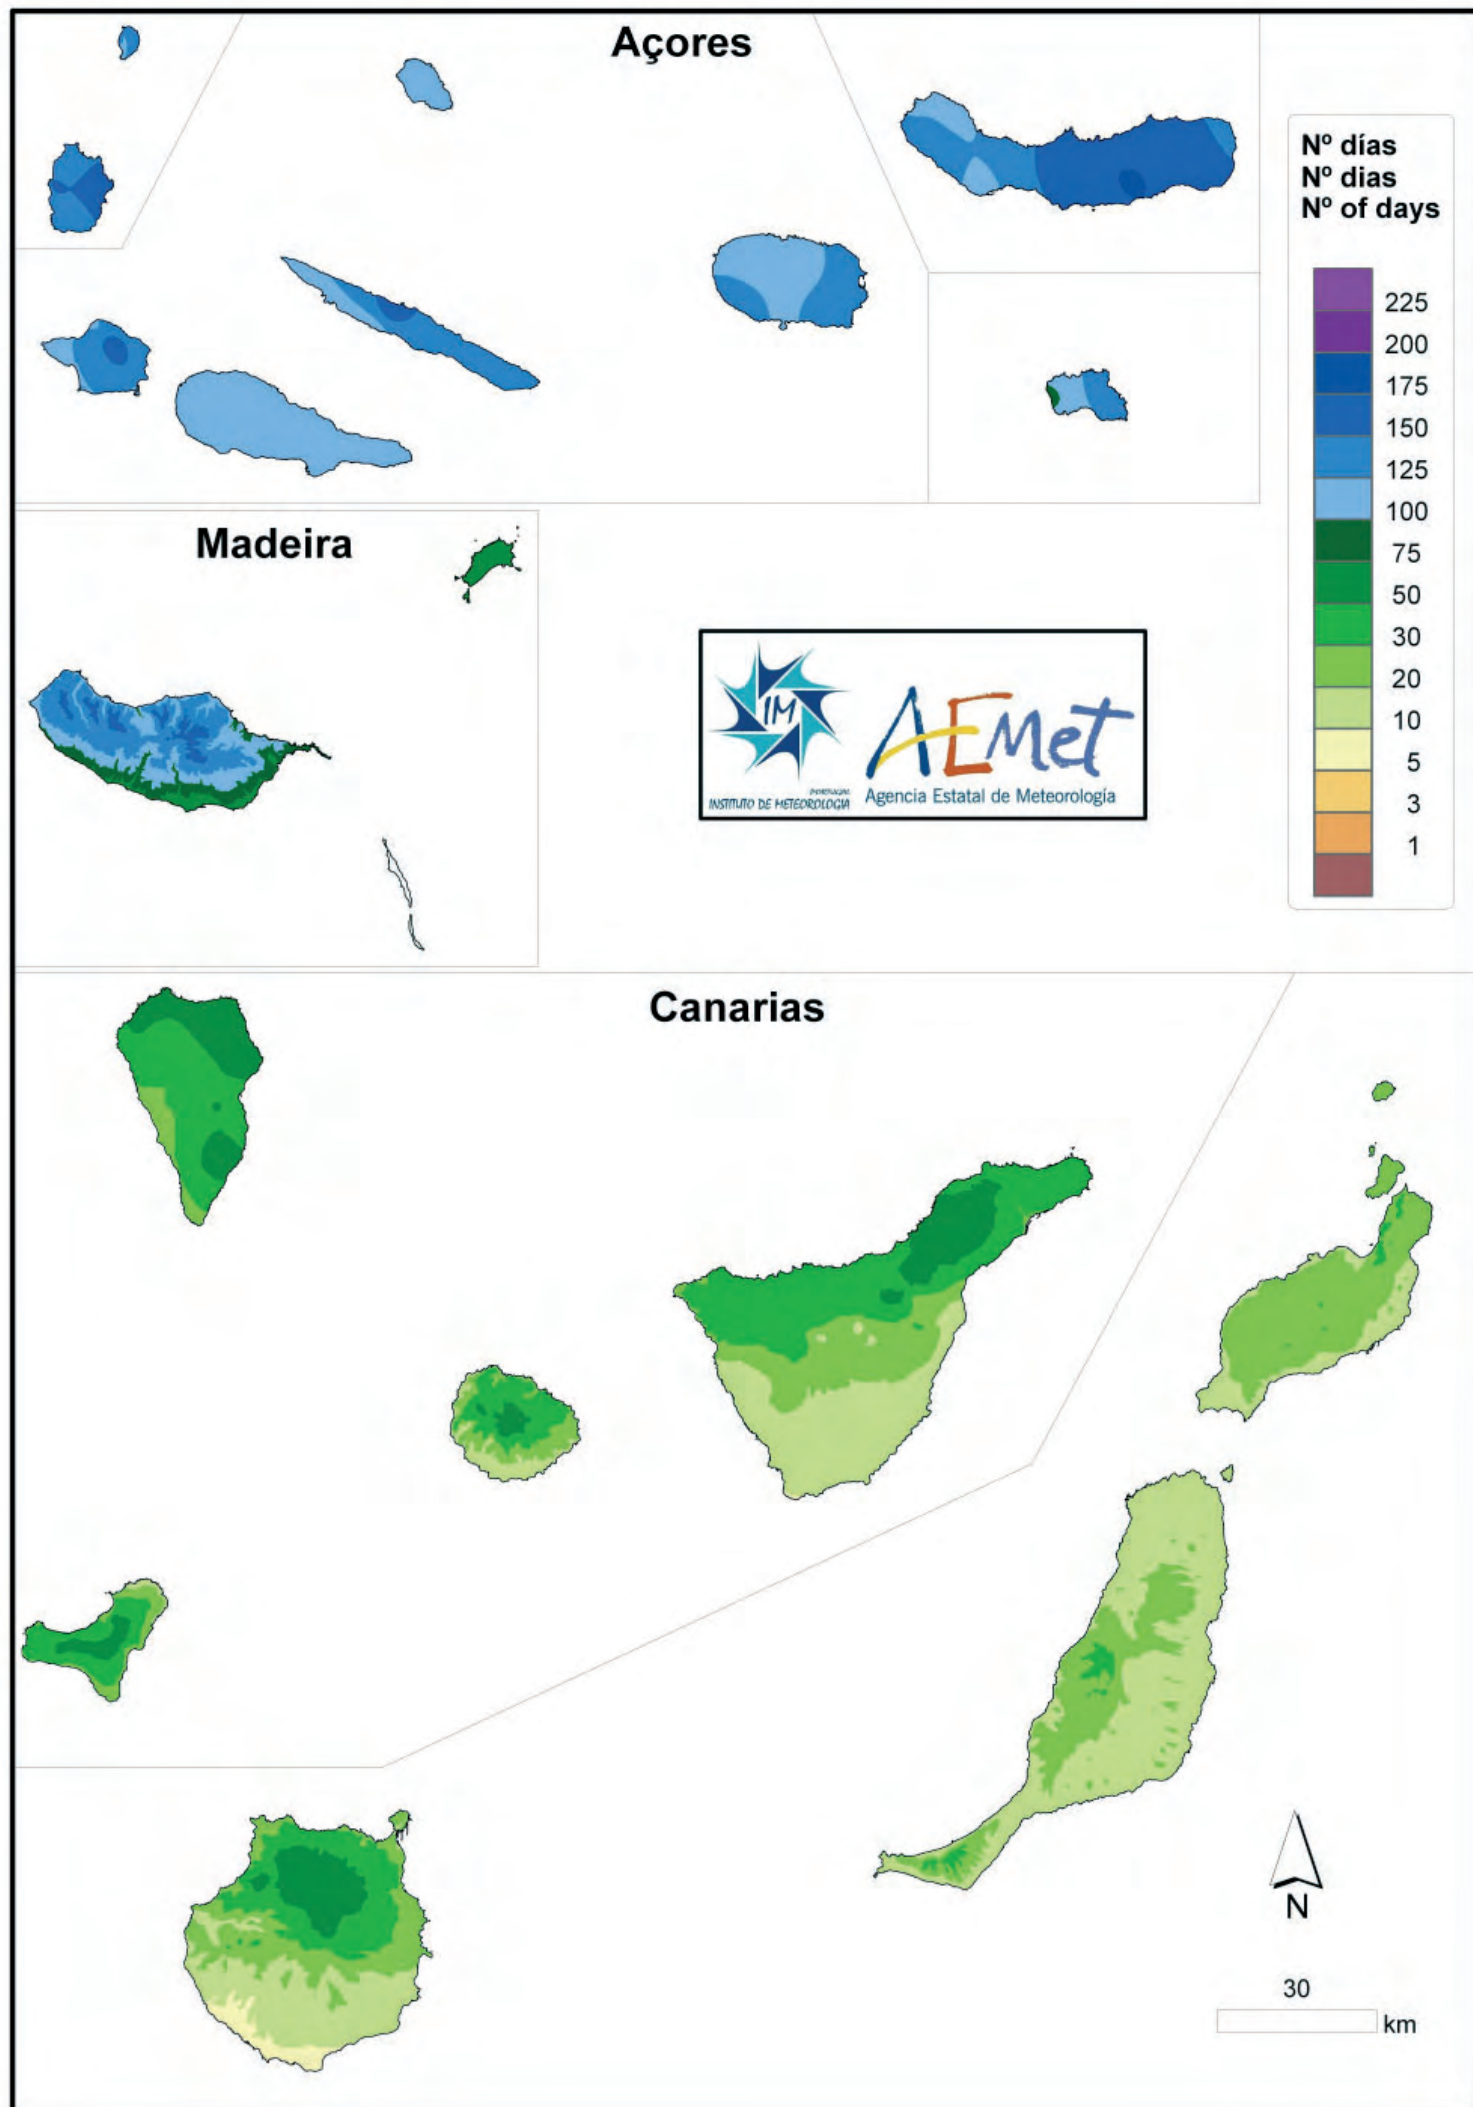 Açores
Nº días
Nº dias
Nº of days
225
200
175
150
125
100
75
50
30
20
10
5
3
1
Madeira
IM
PORTUGAL
INSTITUTO DE METEOROLOGIA
AEMet
Agencia Estatal de Meteorología
Canarias
N
30
km